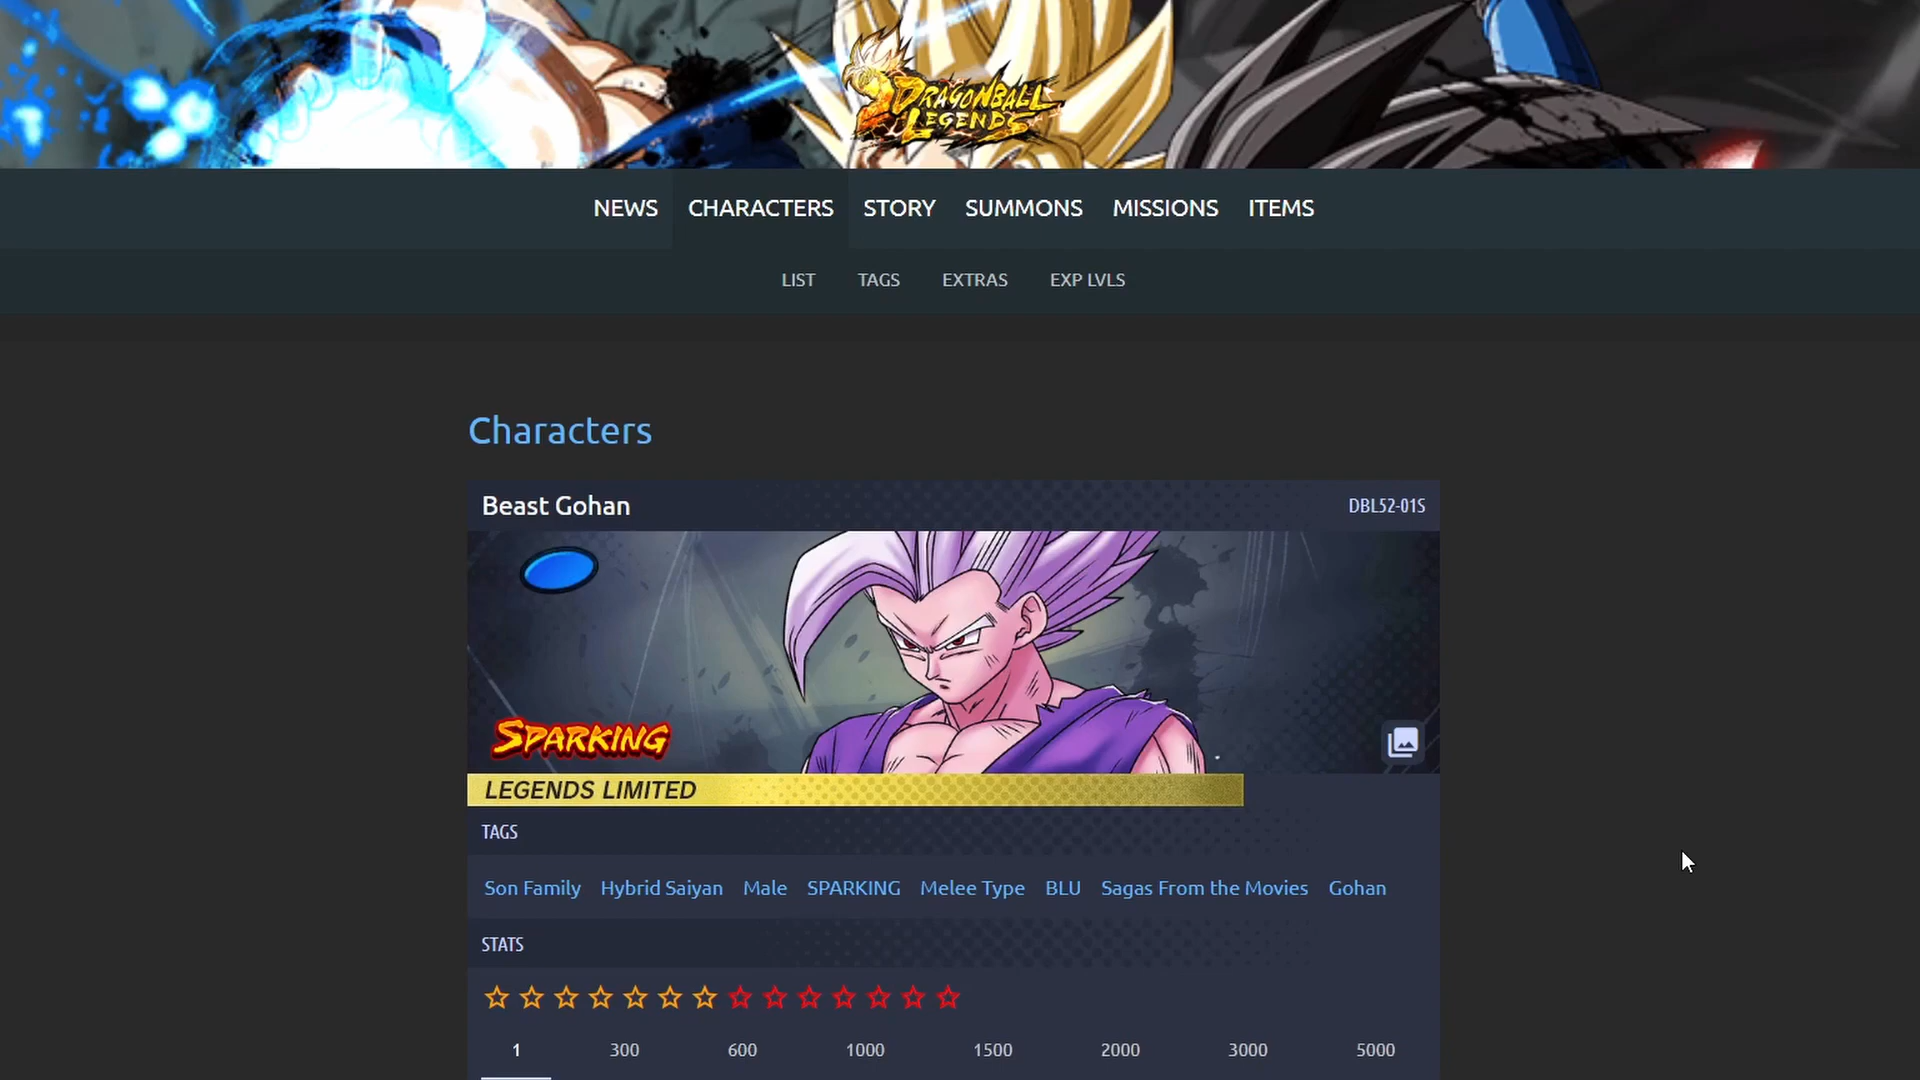 DRAGONBALL
LEGENDS
NEWS CHARACTERS STORY SUMMONS MISSIONS ITEMS
LIST TAGS EXTRAS EXP LVLS
Characters
Beast Gohan DBL52-01S
SPARKING
LEGENDS LIMITED
TAGS
Son Family Hybrid Saiyan Male SPARKING Melee Type BLU Sagas From the Movies Gohan
STATS
1 300 600 1000 1500 2000 3000 5000